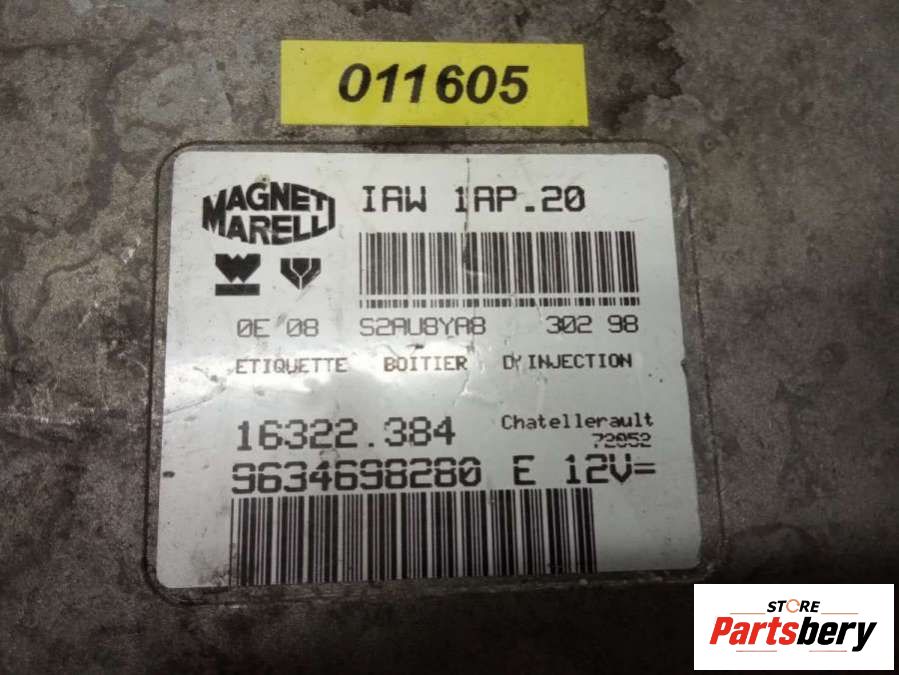 011605
MAGNETI MARELLI
IAW 1AP.20
0E 08 S2AU8YA8 302 98
ETIQUETTE BOITIER D'INJECTION
16322.384 Chatellerault
72052
9634698280 E 12V=
STORE
Partsbery